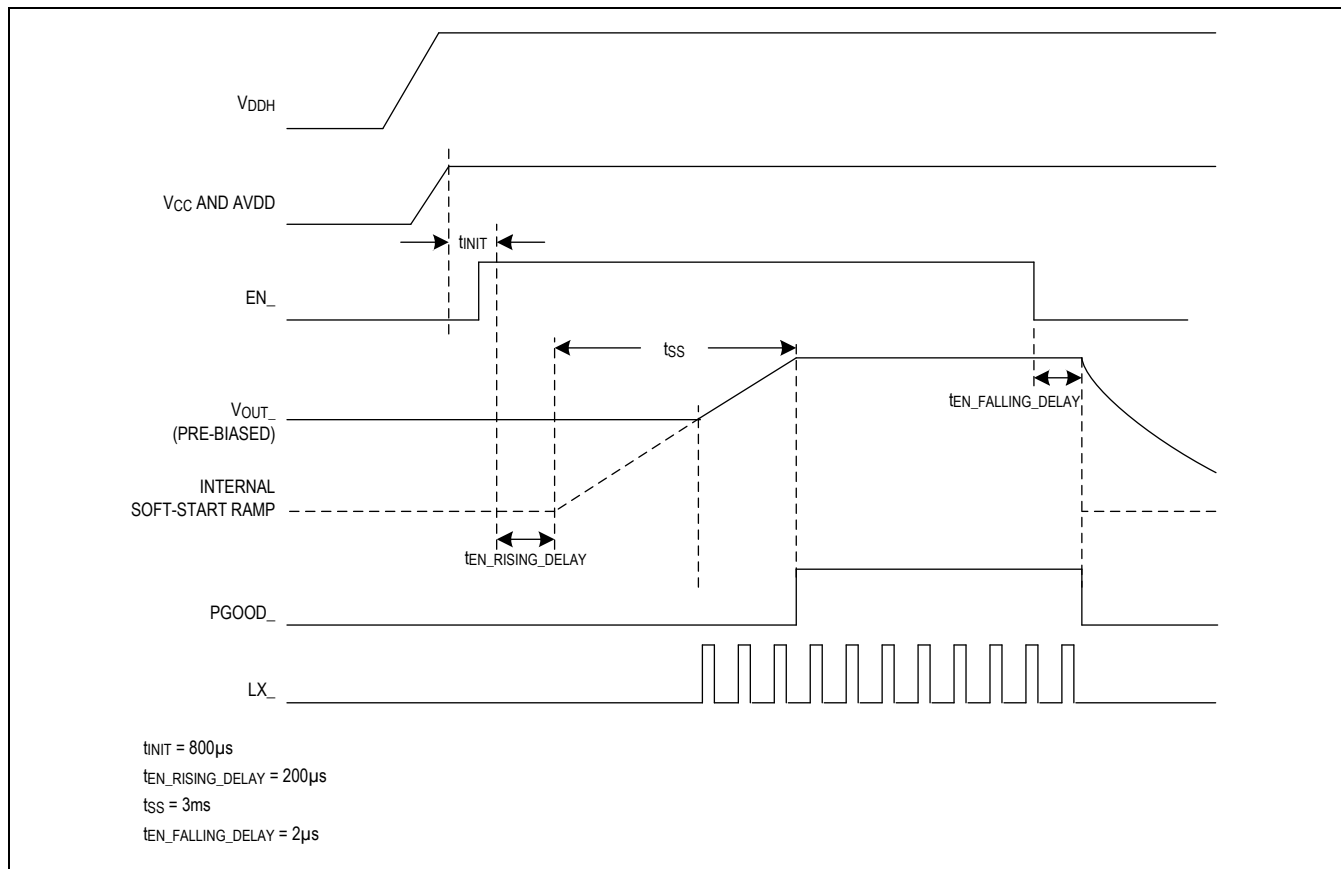 VDDH
VCC AND AVDD
tINIT
EN_
tSS
VOUT_
(PRE-BIASED)
tEN_FALLING_DELAY
INTERNAL
SOFT-START RAMP
tEN_RISING_DELAY
PGOOD_
LX_
tINIT = 800µs
tEN_RISING_DELAY = 200µs
tSS = 3ms
tEN_FALLING_DELAY = 2µs